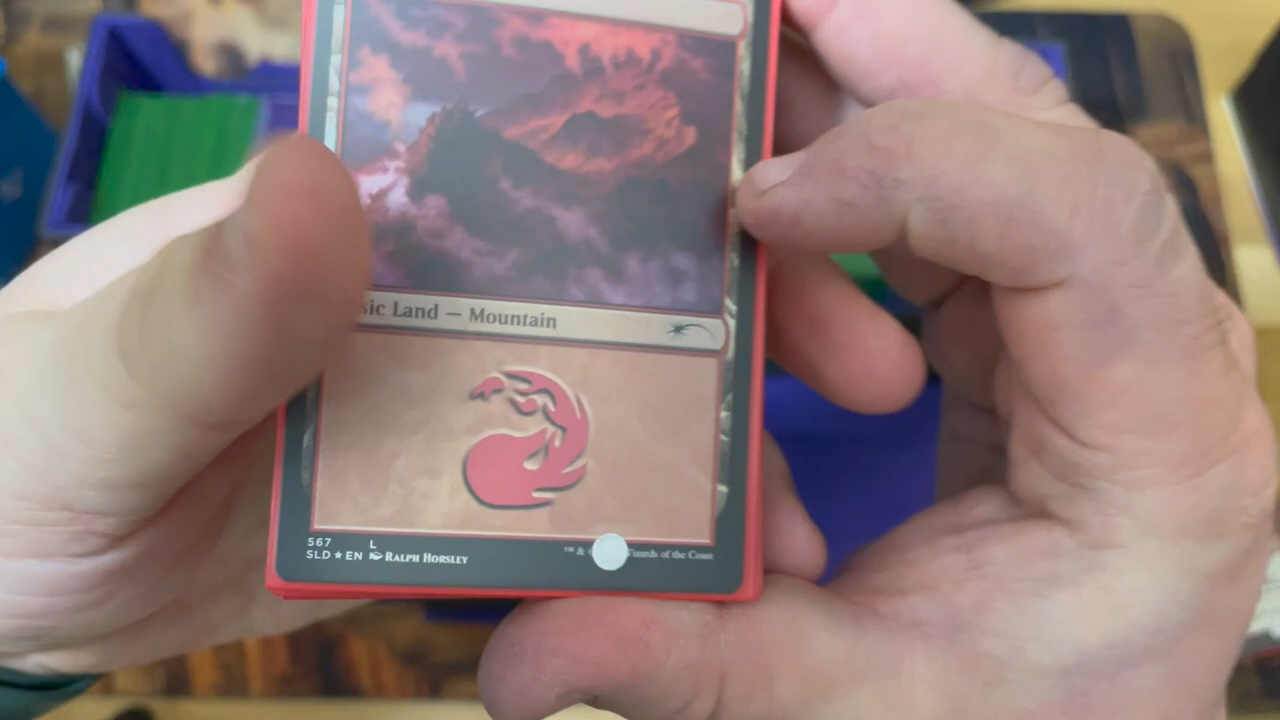 sic Land — Mountain
567 L
SLD ★ EN RALPH HORSLEY
™ & izards of the Coast